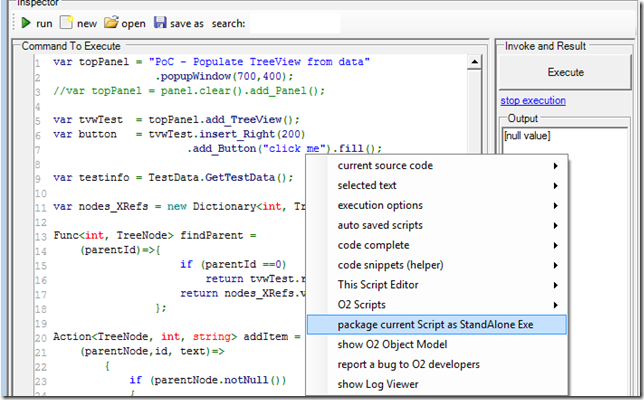 Inspector
run new open save as search:
Command To Execute
Invoke and Result
1 var topPanel = "PoC - Populate TreeView from data"
2 .popupWindow(700,400);
3 //var topPanel = panel.clear().add_Panel();
4
5 var tvwTest = topPanel.add_TreeView();
6 var button = tvwTest.insert_Right(200)
7 .add_Button("click me").fill();
8
9 var testinfo = TestData.GetTestData();
10
11 var nodes_XRefs = new Dictionary<int, Tr
12
13 Func<int, TreeNode> findParent =
14 (parentId)=>{
15 if (parentId ==0)
16 return tvwTest.r
17 return nodes_XRefs.v
18 };
19
20 Action<TreeNode, int, string> addItem =
21 (parentNode,id, text)=>
22 {
23 if (parentNode.notNull())
24 {
Execute
stop execution
Output
[null value]
current source code
selected text
execution options
auto saved scripts
code complete
code snippets (helper)
This Script Editor
O2 Scripts
package current Script as StandAlone Exe
show O2 Object Model
report a bug to O2 developers
show Log Viewer